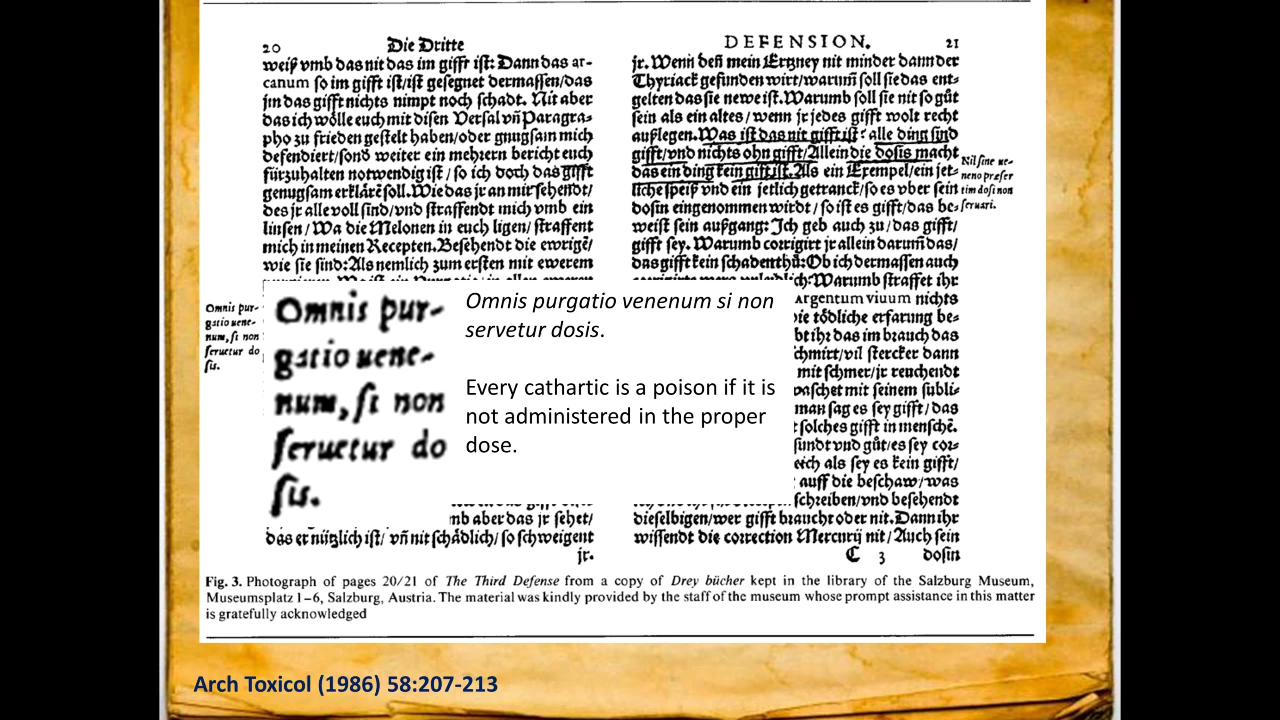 20 Die Dritte
weiß vmb das nit das im gifft iſt: Dann das ar-
canum ſo im gifft iſt/iſt geſegnet dermaſſen/das
jm das gifft nichts nimpt noch ſchadt. Nit aber
das ich wölle euch mit diſen Verſal vñ Paragra-
pho zu frieden geſtelt haben/oder gnugſam mich
defendiert/ſonð weiter ein mehrern bericht euch
fürzuhalten notwendig iſt/ſo ich doch das gifft
genugſam erklärē ſoll. Wie das jr an mir ſehendt/
des jr alle voll ſind/vnd ſtraffendt mich vmb ein
linſen/Wa die Melonen in euch ligen/ſtraffent
mich in meinen Recepten. Beſehendt die ewrigē/
wie ſie ſind: Als nemlich zum erſten mit ewerem
Omnis pur-
gatio uene-
num, ſi non
ſeruetur do
ſis.
Omnis pur-
gatio uene-
num, ſi non
ſeruetur do
ſis.
Omnis purgatio venenum si non
servetur dosis.
Every cathartic is a poison if it is
not administered in the proper
dose.
mb aber das jr ſehet/
das er nützlich iſt/vñ nit ſchädlich/ſo ſchweigent
jr.
DEFENSION. 21
jr. Wenn deñ mein Ertzney nit minder dann der
Thyriack gefunden wirt/warumb ſoll ſie das ent-
gelten das ſie newe iſt. Warumb ſoll ſie nit ſo gůt
ſein als ein altes/wenn jr jedes gifft wolt recht
außlegen. Was iſt das nit gifft iſt? alle ding ſind
gifft/vnd nichts ohn gifft/Allein die doſis macht
das ein ding kein gifft iſt. Als ein Exempel/ein jet-
liche ſpeiß vnd ein jetlich getranck/ſo es vber ſein
doſin eingenommen wirdt/ſo iſt es gifft/das be-
weiſt ſein außgang: Ich geb auch zu/das gifft/
gifft ſey. Warumb corrigirt jr allein darumb das/
das gifft kein ſchaden thů: Ob ich dermaſſen auch
Nil ſine ue-
neno præſer
tim doſi non
ſeruari.
lich: Warumb ſtraffet ihr
Argentum viuum nichts
die tödliche erfarung be-
bt ihr das im brauch das
ſchmirt/vil ſtercker dann
mit ſchmer/jr reuchendt
waſchet mit ſeinem ſubli-
man ſag es ſey gifft/das
ſolches gifft in menſchē.
ſundt vnd gůt/es ſey cor-
eich als ſey es kein gifft/
auff die beſchaw/was
ſchreiben/vnd beſehendt
dieſelbigen/wer gifft braucht oder nit. Dann ihr
wiſſendt die correction Mercurij nit/Auch ſein
C 3 doſin
Fig. 3. Photograph of pages 20/21 of The Third Defense from a copy of Drey bücher kept in the library of the Salzburg Museum,
Museumsplatz 1–6, Salzburg, Austria. The material was kindly provided by the staff of the museum whose prompt assistance in this matter
is gratefully acknowledged
Arch Toxicol (1986) 58:207-213